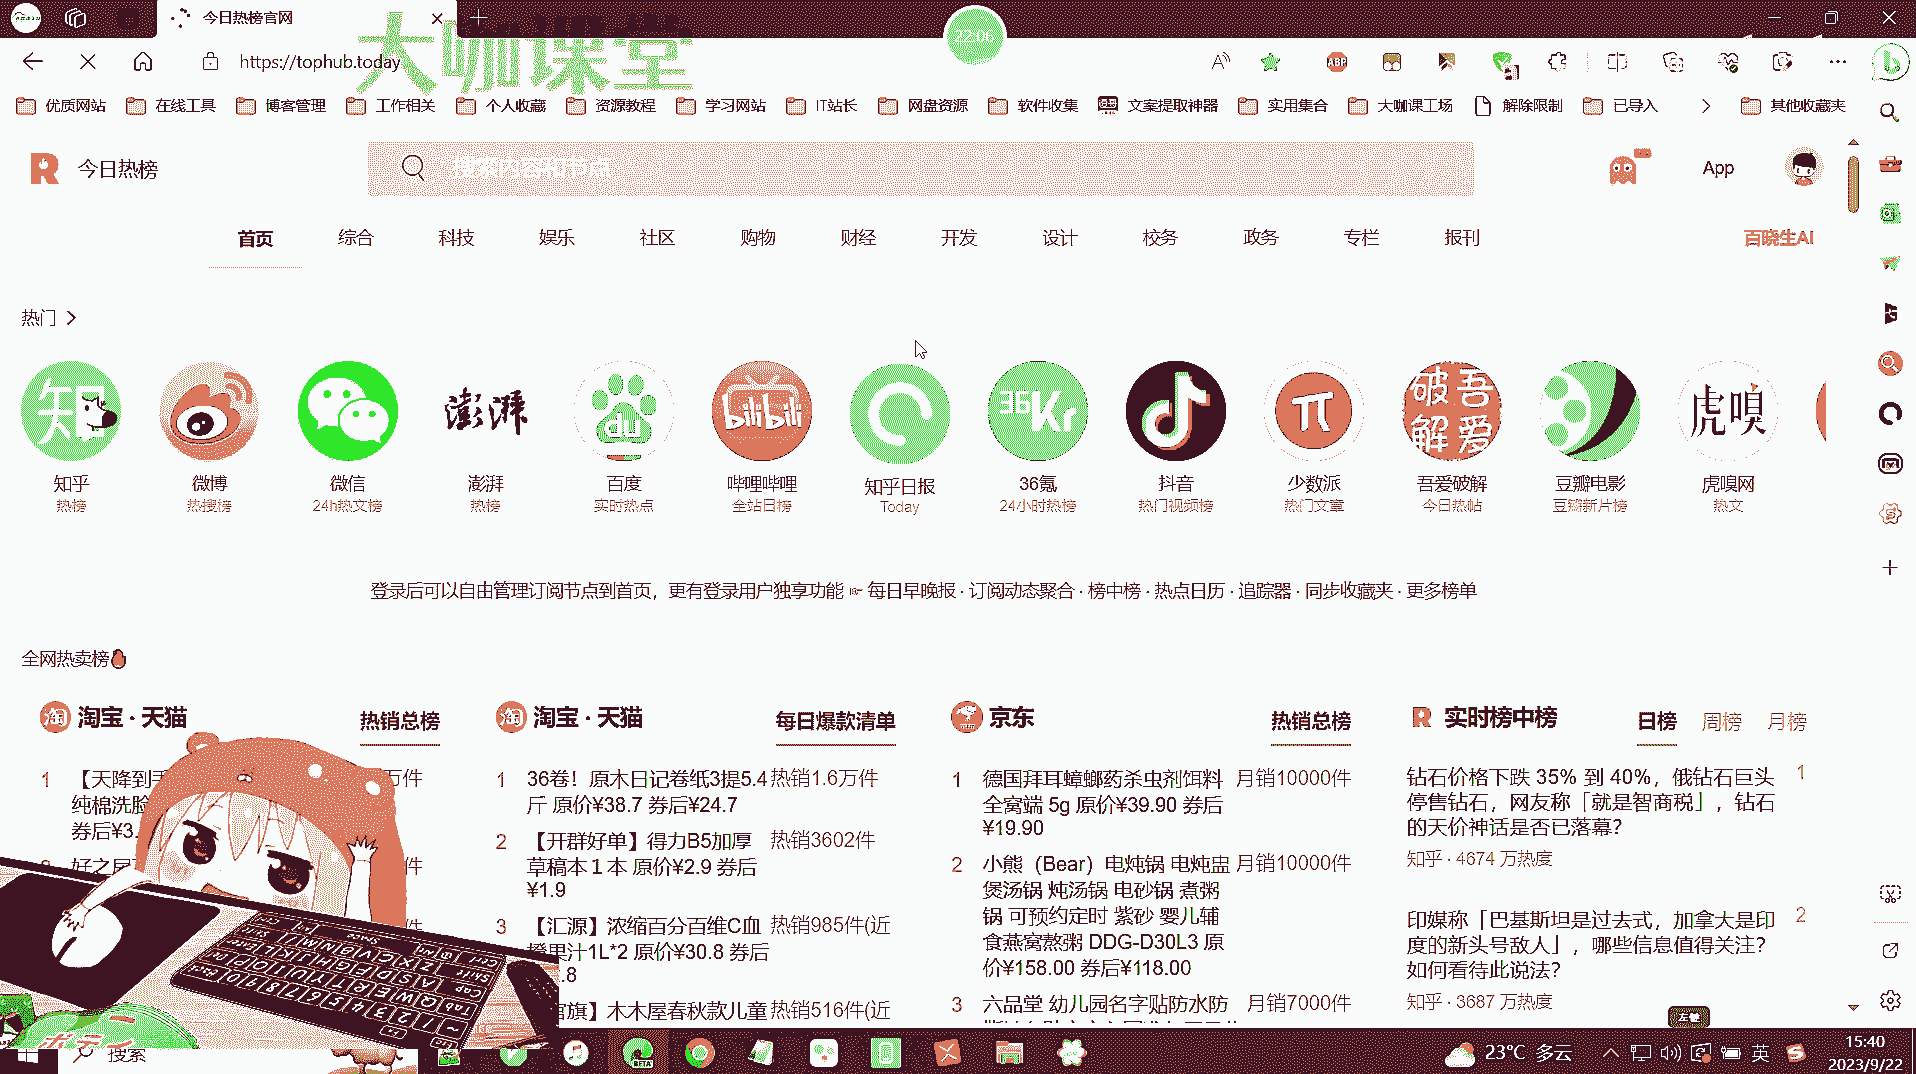 今日热榜官网
大咖课堂
https://tophub.today
优质网站 在线工具 博客管理 工作相关 个人收藏 资源教程 学习网站 IT站长 网盘资源 软件收集 文案提取神器 实用集合 大咖课工场 解除限制 已导入 其他收藏夹
今日热榜
搜索内容和节点
App
首页 综合 科技 娱乐 社区 购物 财经 开发 设计 校务 政务 专栏 报刊 百晓生AI
热门
知 澎湃 du bilibili 36Kr 吾爱破解 虎嗅
知乎 微博 微信 澎湃 百度 哔哩哔哩 知乎日报 36氪 抖音 少数派 吾爱破解 豆瓣电影 虎嗅网
热榜 热搜榜 24h热文榜 热榜 实时热点 全站日榜 Today 24小时热榜 热门视频榜 热门文章 今日热帖 豆瓣新片榜 热文
登录后可以自由管理订阅节点到首页，更有登录用户独享功能 ☞ 每日早晚报 · 订阅动态聚合 · 榜中榜 · 热点日历 · 追踪器 · 同步收藏夹 · 更多榜单
全网热卖榜
淘 淘宝 · 天猫 热销总榜
1 【天降到手
万件
纯棉洗脸
券后¥3.
件
淘 淘宝 · 天猫 每日爆款清单
1 36卷！原木日记卷纸3提5.4 热销1.6万件
斤 原价¥38.7 券后¥24.7
2 【开群好单】得力B5加厚 热销3602件
草稿本１本 原价¥2.9 券后
¥1.9
3 【汇源】浓缩百分百维C血 热销985件(近
橙果汁1L*2 原价¥30.8 券后
.8
官旗】木木屋春秋款儿童 热销516件(近
京东 热销总榜
1 德国拜耳蟑螂药杀虫剂饵料 月销10000件
全窝端 5g 原价¥39.90 券后
¥19.90
2 小熊（Bear）电炖锅 电炖盅 月销10000件
煲汤锅 炖汤锅 电砂锅 煮粥
锅 可预约定时 紫砂 婴儿辅
食燕窝熬粥 DDG-D30L3 原
价¥158.00 券后¥118.00
3 六品堂 幼儿园名字贴防水防 月销7000件
实时榜中榜 日榜 周榜 月榜
钻石价格下跌 35% 到 40%，俄钻石巨头 1
停售钻石，网友称「就是智商税」，钻石
的天价神话是否已落幕？
知乎 · 4674 万热度
印媒称「巴基斯坦是过去式，加拿大是印 2
度的新头号敌人」，哪些信息值得关注？
如何看待此说法？
知乎 · 3687 万热度
搜索
BETA
23°C 多云
英
15:40
2023/9/22